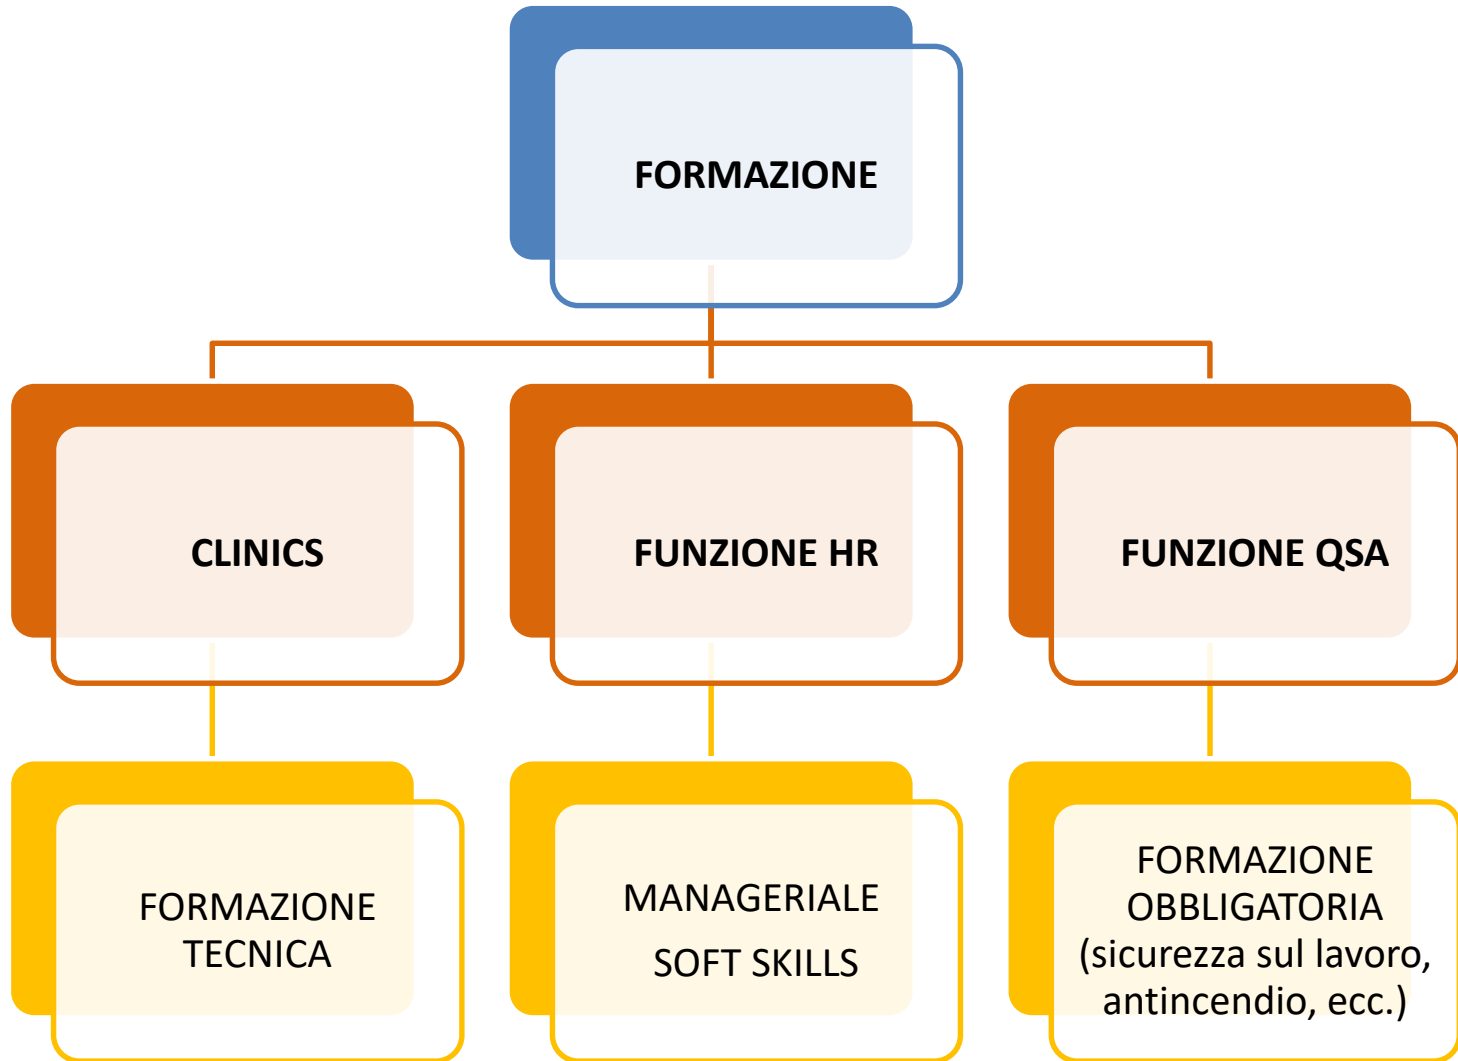 FORMAZIONE
CLINICS
FUNZIONE HR
FUNZIONE QSA
FORMAZIONE
TECNICA
MANAGERIALE
SOFT SKILLS
FORMAZIONE
OBBLIGATORIA
(sicurezza sul lavoro,
antincendio, ecc.)